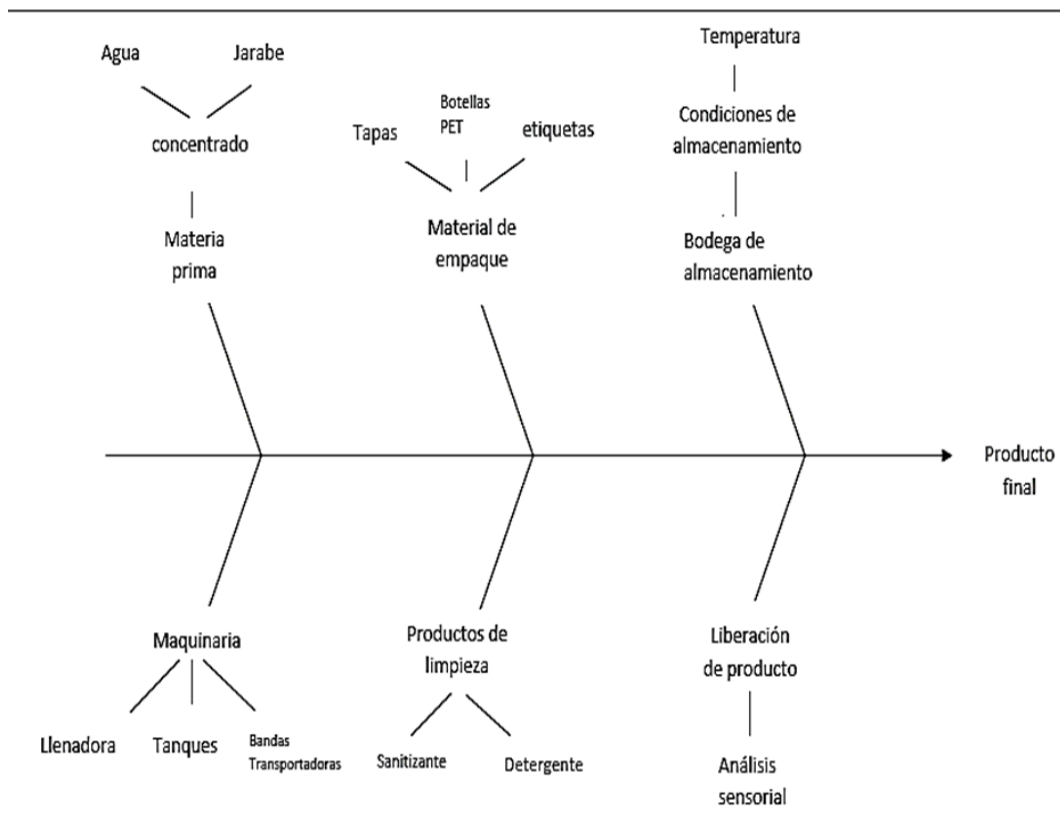 Temperatura
Agua
Jarabe
Botellas
PET
Condiciones de
almacenamiento
Tapas
etiquetas
concentrado
Materia
prima
Material de
empaque
Bodega de
almacenamiento
Producto
final
Maquinaria
Productos de
limpieza
Liberación
de producto
Llenadora
Tanques
Bandas
Transportadoras
Sanitizante
Detergente
Análisis
sensorial